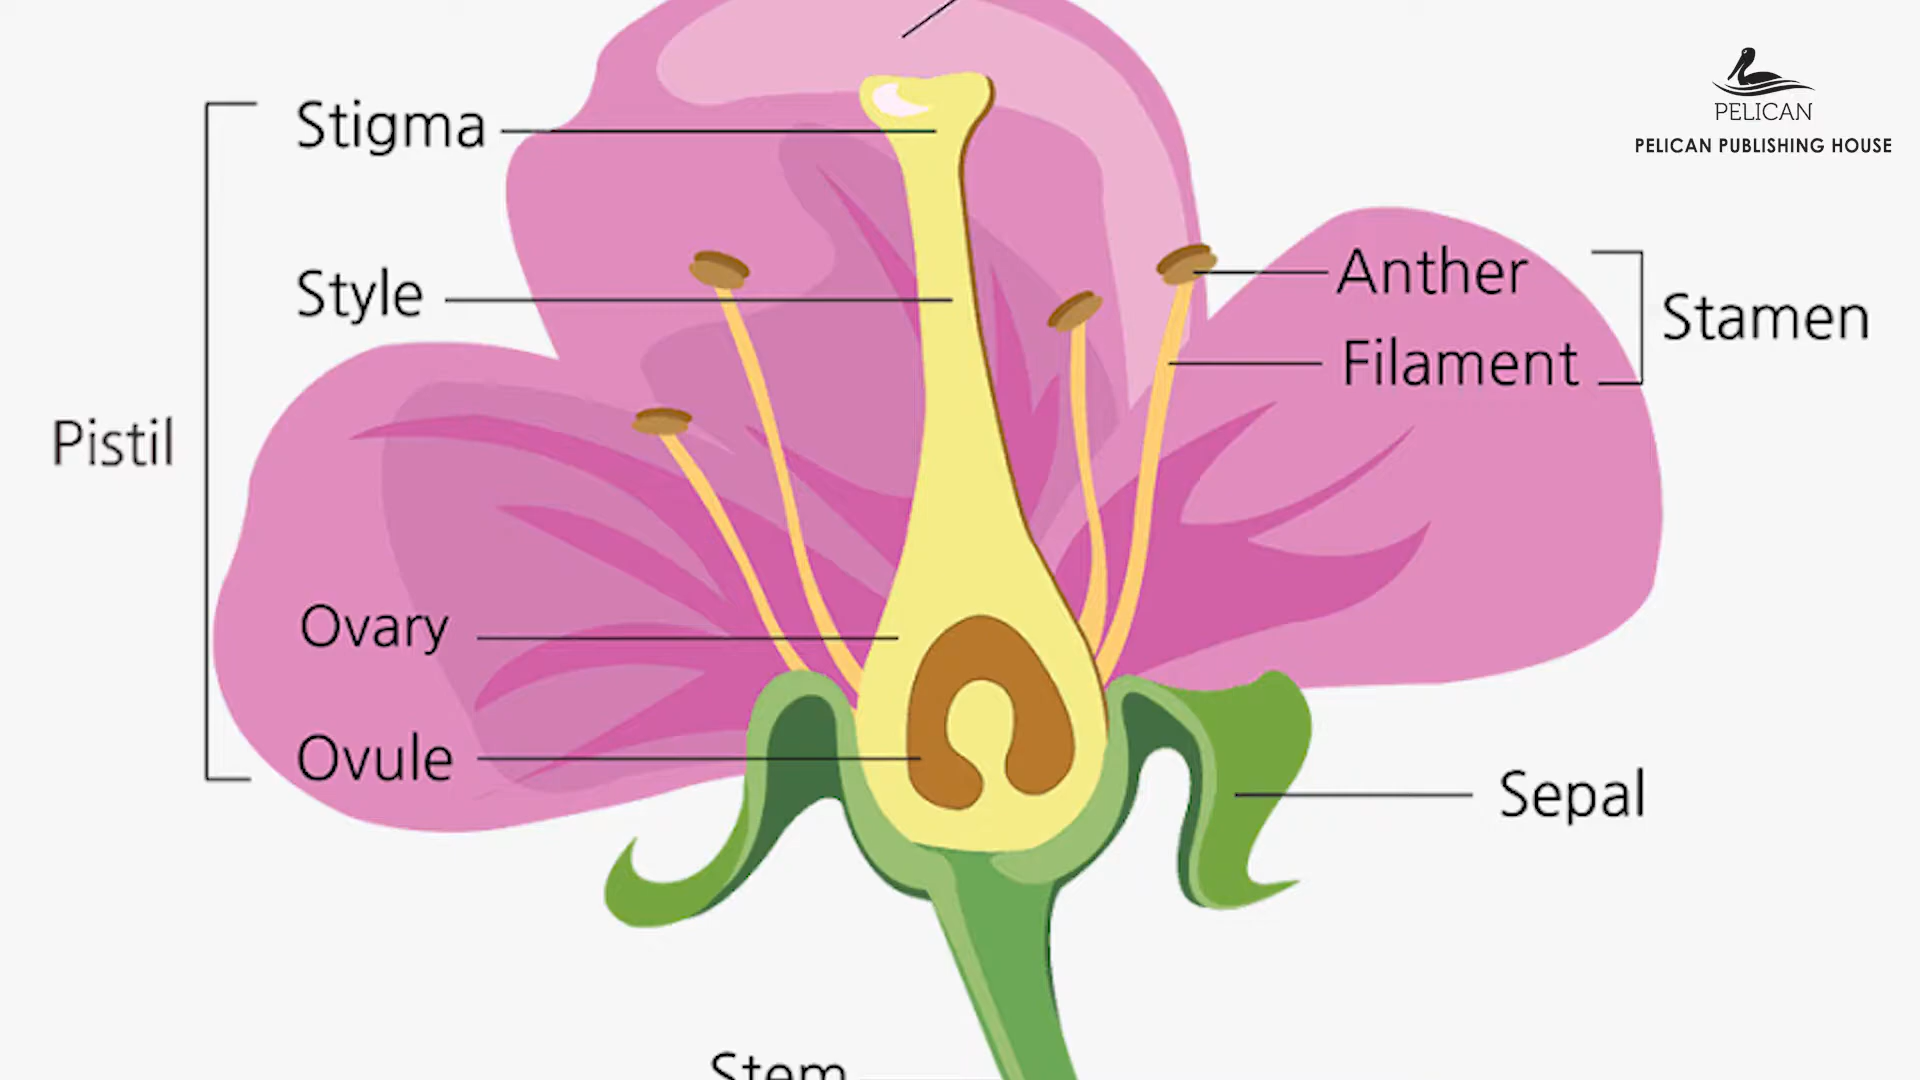 PELICAN
PELICAN PUBLISHING HOUSE
Stigma
Style
Anther
Filament
Stamen
Pistil
Ovary
Ovule
Sepal
Stem